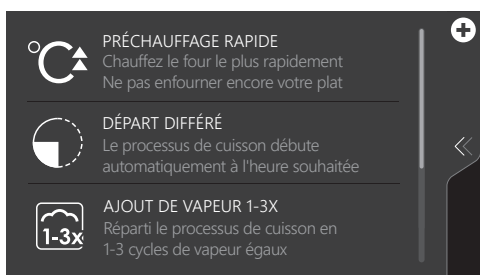 °C
PRÉCHAUFFAGE RAPIDE
Chauffez le four le plus rapidement
Ne pas enfourner encore votre plat
DÉPART DIFFÉRÉ
Le processus de cuisson débute
automatiquement à l'heure souhaitée
1-3x
AJOUT DE VAPEUR 1-3X
Réparti le processus de cuisson en
1-3 cycles de vapeur égaux